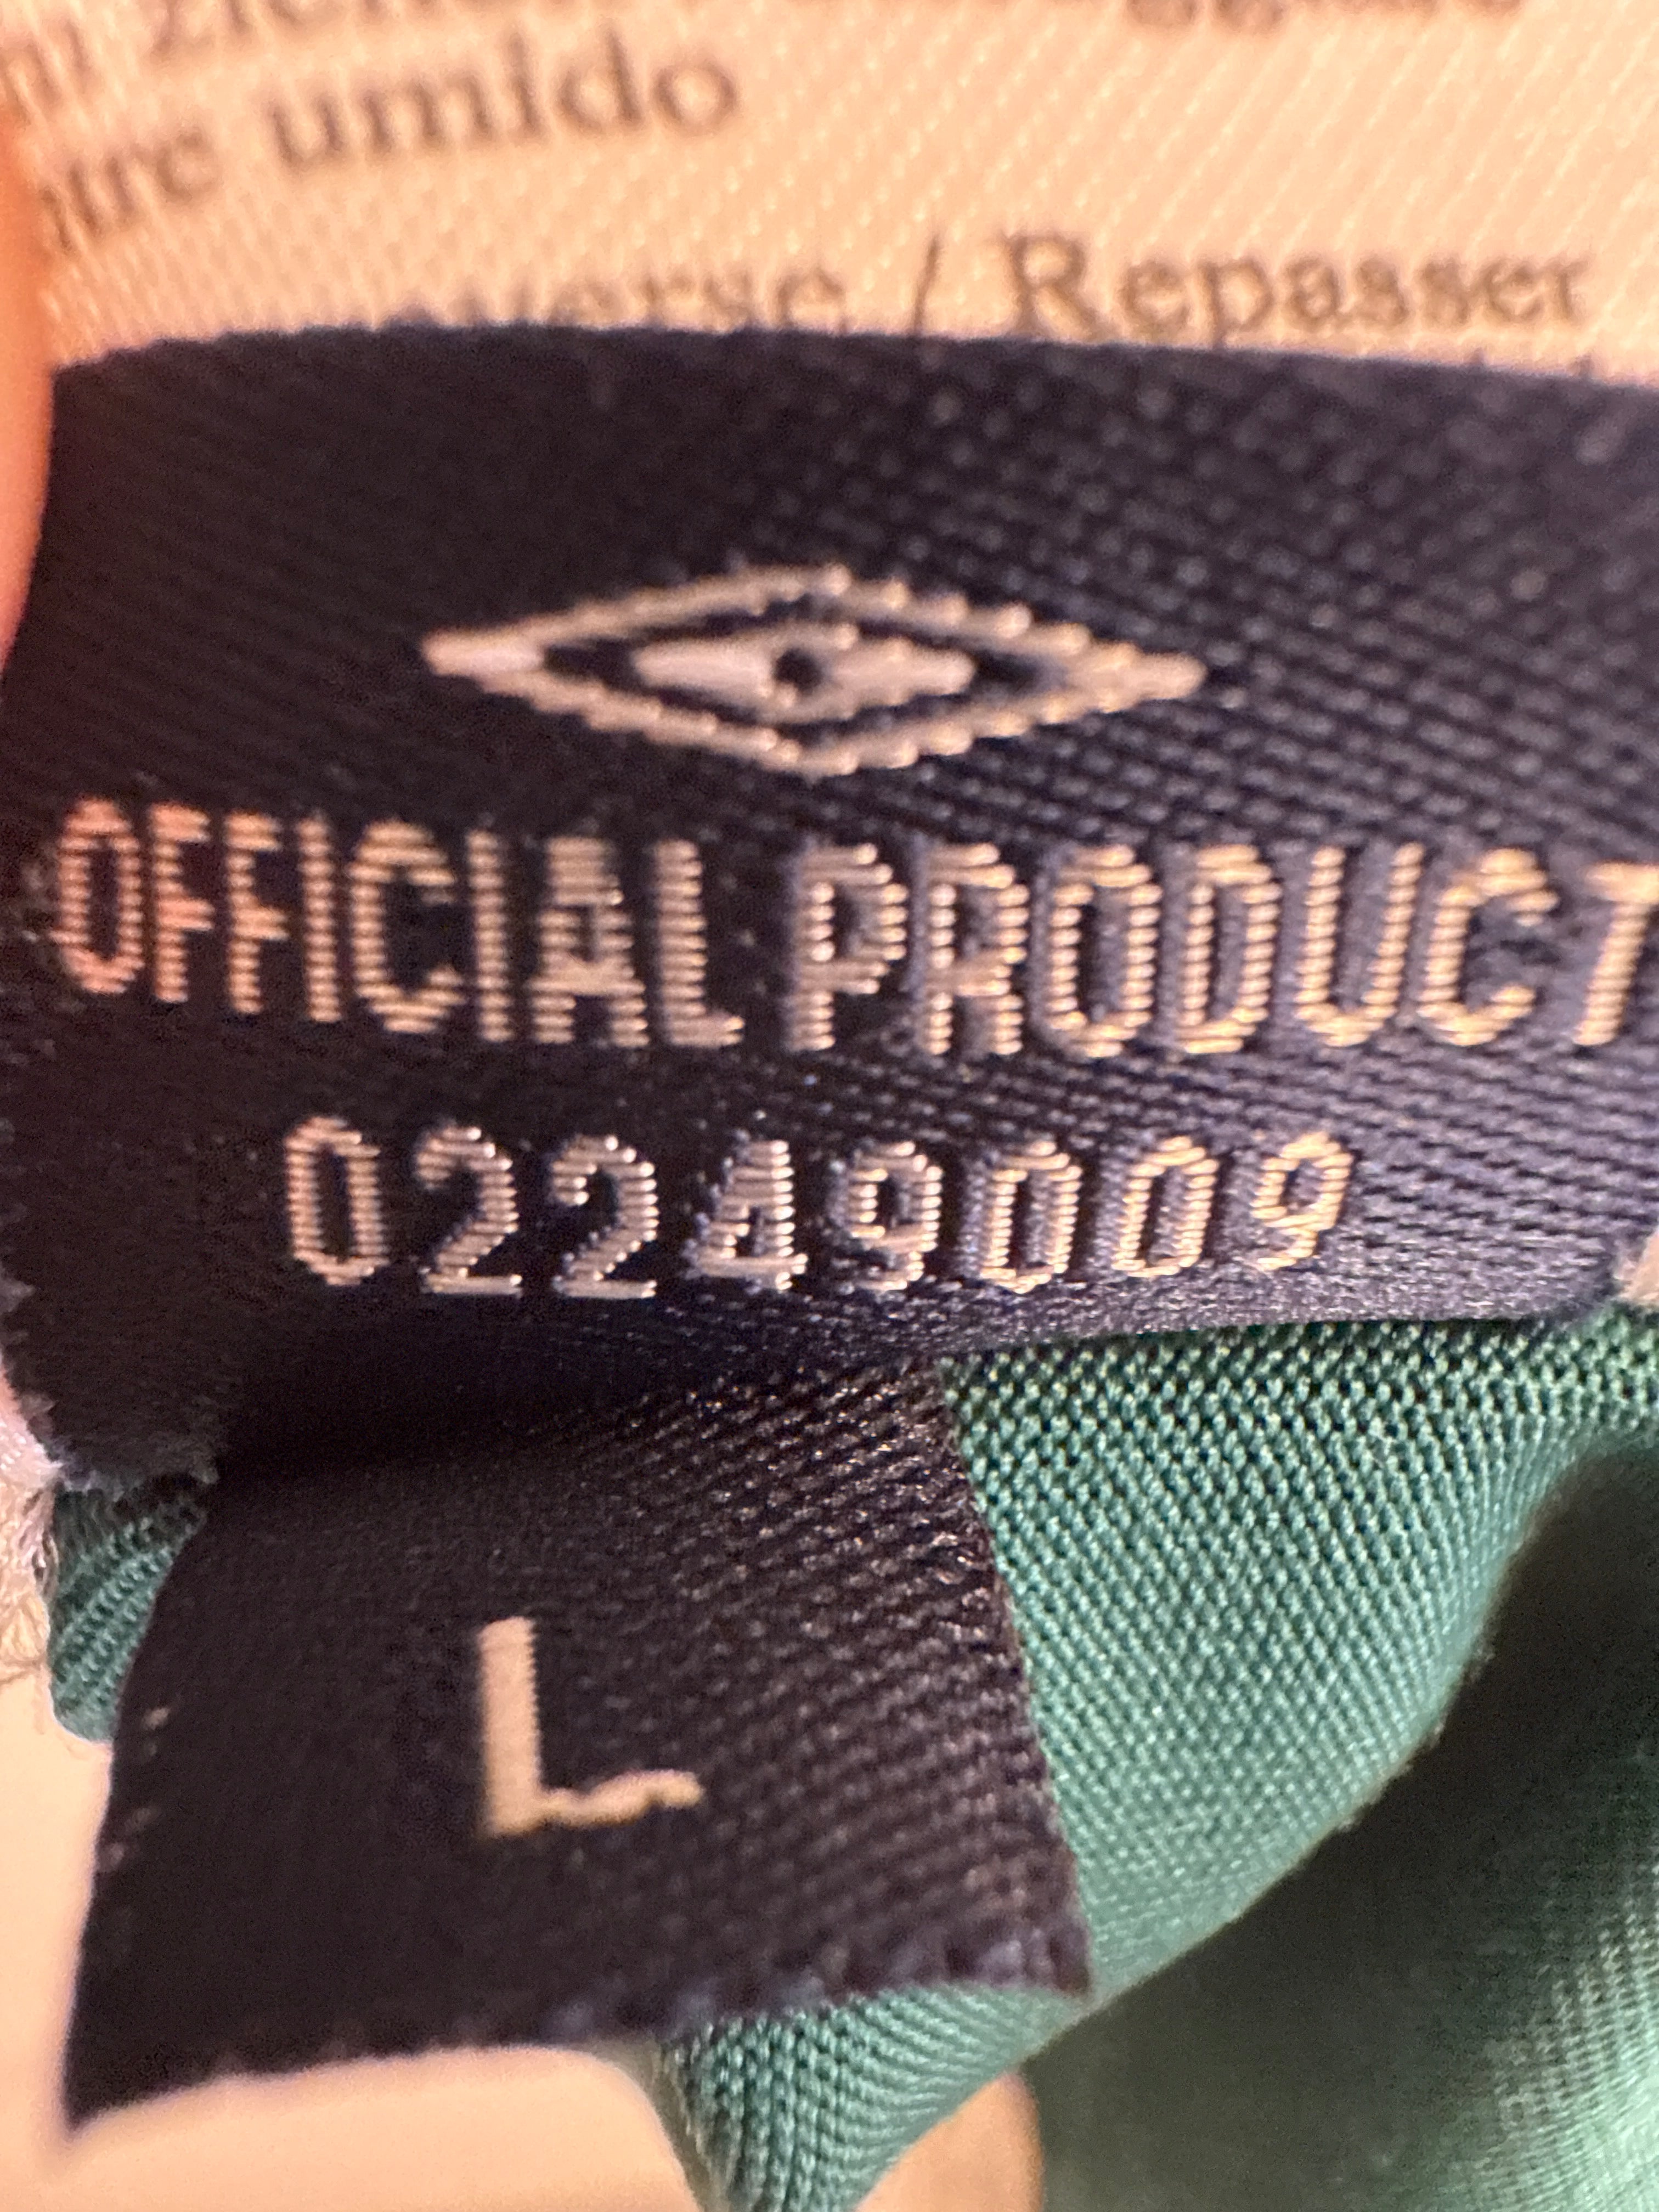 umido
/ Repasser
OFFICIAL PRODUCT
02249009
L